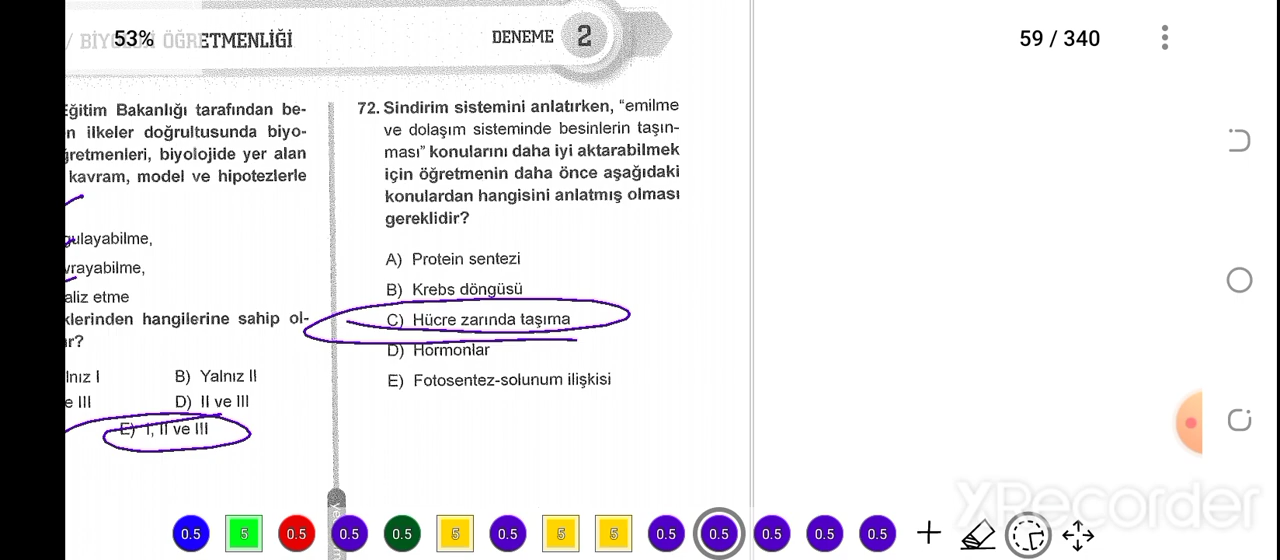 / BİYOLOJİ ÖĞRETMENLİĞİ
53%
DENEME 2
59 / 340
Eğitim Bakanlığı tarafından be-
n ilkeler doğrultusunda biyo-
ğretmenleri, biyolojide yer alan
kavram, model ve hipotezlerle
gulayabilme,
vrayabilme,
aliz etme
klerinden hangilerine sahip ol-
ır?
lnız I
B) Yalnız II
e III
D) II ve III
E) I, II ve III
72. Sindirim sistemini anlatırken, “emilme
ve dolaşım sisteminde besinlerin taşın-
ması” konularını daha iyi aktarabilmek
için öğretmenin daha önce aşağıdaki
konulardan hangisini anlatmış olması
gereklidir?
A) Protein sentezi
B) Krebs döngüsü
C) Hücre zarında taşıma
D) Hormonlar
E) Fotosentez-solunum ilişkisi
0.5 5 0.5 0.5 0.5 5 0.5 5 5 0.5 0.5 0.5 0.5 0.5
XRecorder